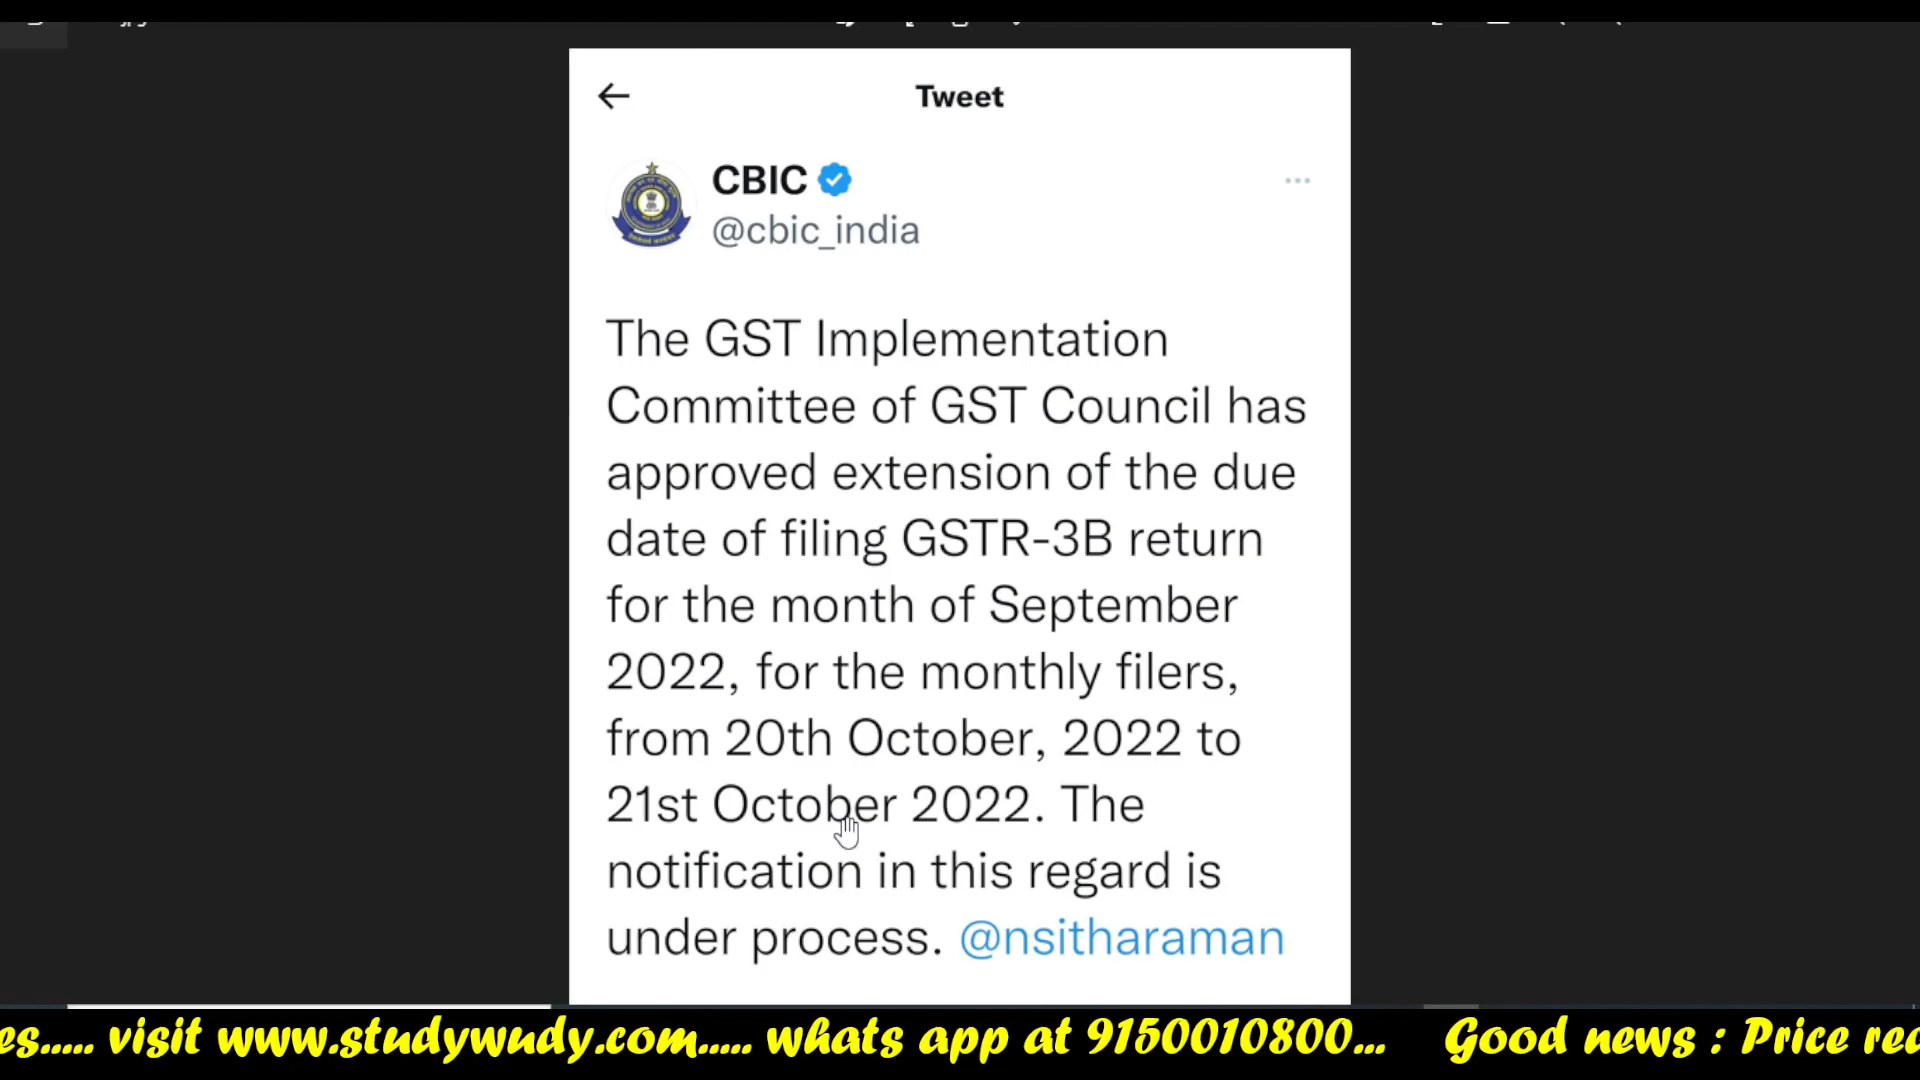 Tweet
CBIC
@cbic_india
The GST Implementation
Committee of GST Council has
approved extension of the due
date of filing GSTR-3B return
for the month of September
2022, for the monthly filers,
from 20th October, 2022 to
21st October 2022. The
notification in this regard is
under process. @nsitharaman
es..... visit www.studywudy.com..... whats app at 9150010800... Good news : Price